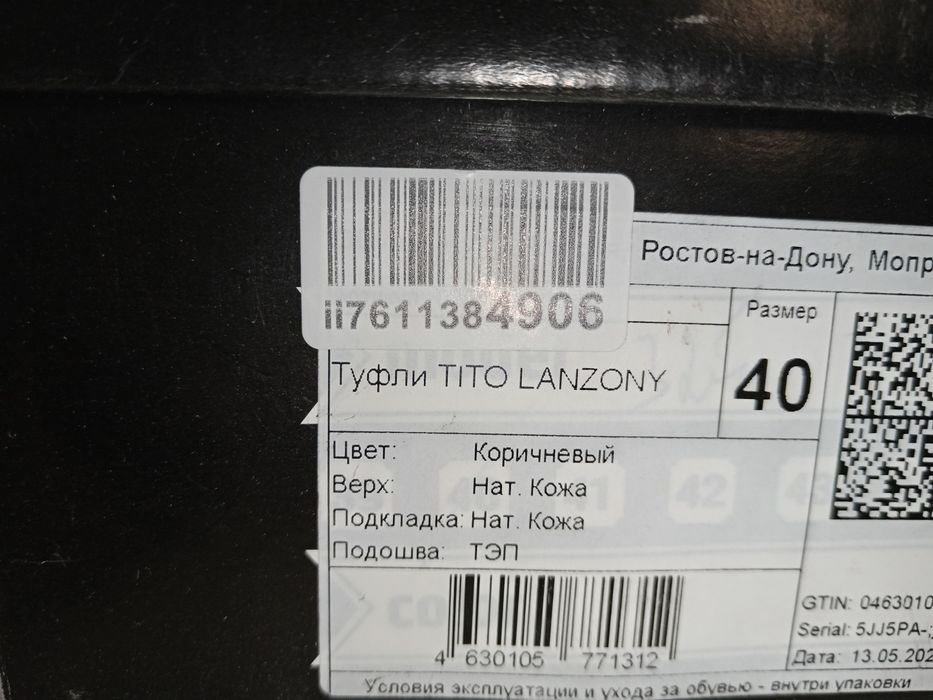 ii7611384906
Ростов-на-Дону, Мопр
Размер
Туфли TITO LANZONY
40
Цвет: Коричневый
Верх: Нат. Кожа
Подкладка: Нат. Кожа
Подошва: ТЭП
42
4 630105 771312
GTIN: 0463010
Serial: 5JJ5PA-
Дата: 13.05.202
Условия эксплуатации и ухода за обувью - внутри упаковки